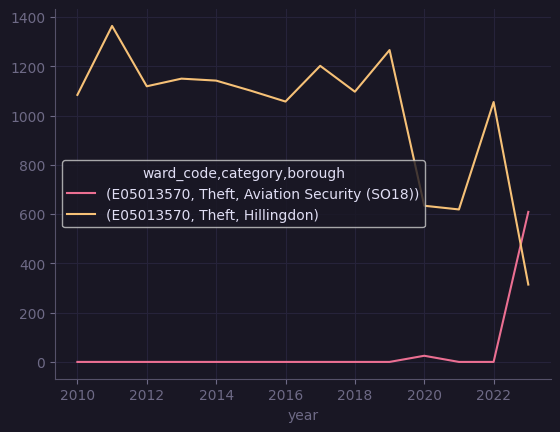 1400
1200
1000
800
600
400
200
0
ward_code,category,borough
(E05013570, Theft, Aviation Security (SO18))
(E05013570, Theft, Hillingdon)
2010 2012 2014 2016 2018 2020 2022
year